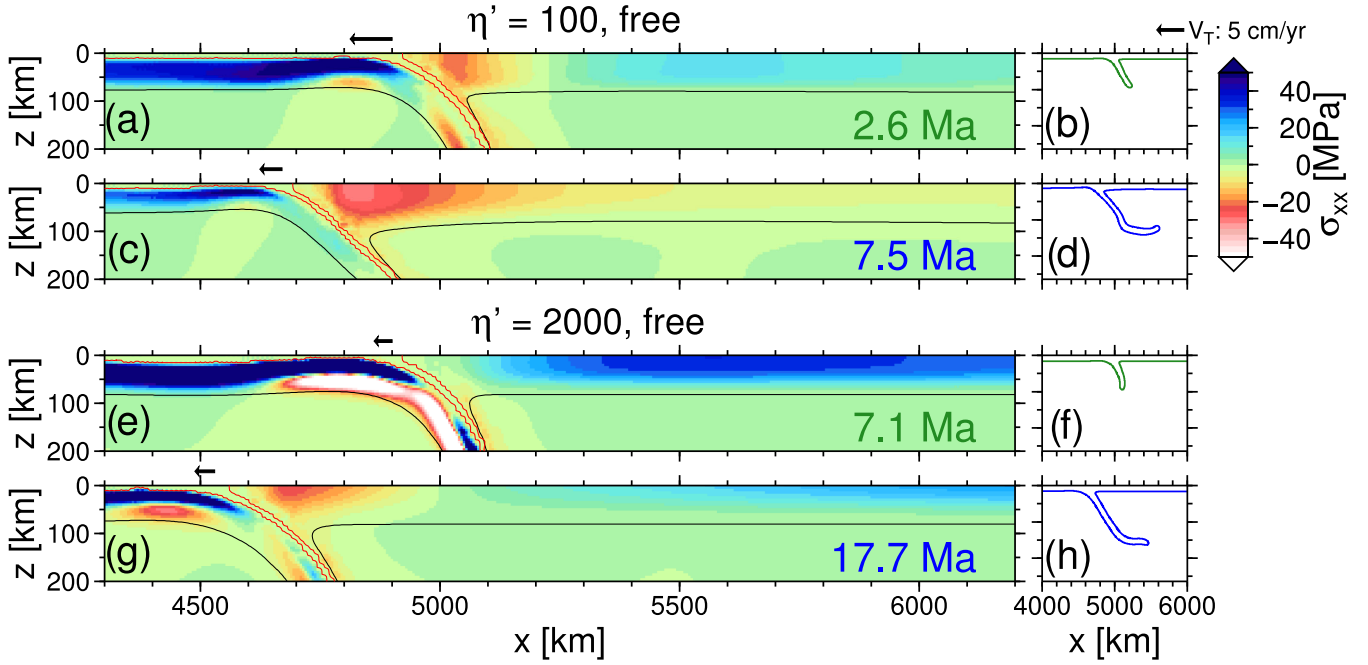 η' = 100, free
V_T: 5 cm/yr
0
100
200
z [km]
(a)
2.6 Ma
(b)
40
20
0
−20
−40
σ_xx [MPa]
0
100
200
z [km]
(c)
7.5 Ma
(d)
η' = 2000, free
0
100
200
z [km]
(e)
7.1 Ma
(f)
0
100
200
z [km]
(g)
17.7 Ma
(h)
4500 5000 5500 6000
4000 5000 6000
x [km]
x [km]